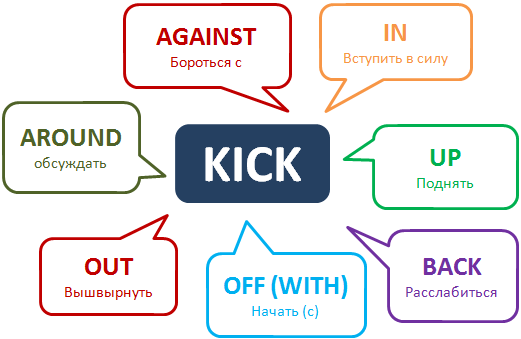 AGAINST
Бороться с
IN
Вступить в силу
AROUND
обсуждать
KICK
UP
Поднять
OUT
Вышвырнуть
OFF (WITH)
Начать (с)
BACK
Расслабиться